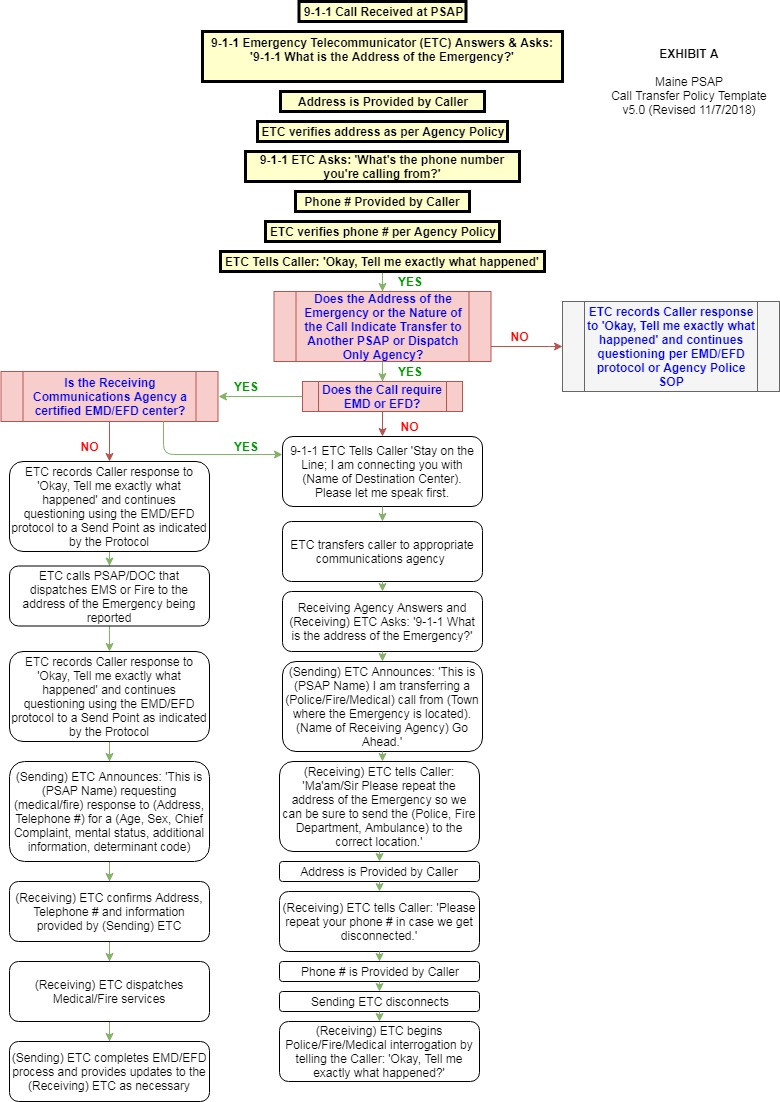 9-1-1 Call Received at PSAP
9-1-1 Emergency Telecommunicator (ETC) Answers & Asks:
'9-1-1 What is the Address of the Emergency?'
EXHIBIT A
Maine PSAP
Call Transfer Policy Template
v5.0 (Revised 11/7/2018)
Address is Provided by Caller
ETC verifies address as per Agency Policy
9-1-1 ETC Asks: 'What's the phone number
you're calling from?'
Phone # Provided by Caller
ETC verifies phone # per Agency Policy
ETC Tells Caller: 'Okay, Tell me exactly what happened'
YES
Does the Address of the
Emergency or the Nature of
the Call Indicate Transfer to
Another PSAP or Dispatch
Only Agency?
NO
ETC records Caller response
to 'Okay, Tell me exactly what
happened' and continues
questioning per EMD/EFD
protocol or Agency Police
SOP
YES
Does the Call require
EMD or EFD?
YES
Is the Receiving
Communications Agency a
certified EMD/EFD center?
NO
YES
NO
ETC records Caller response to
'Okay, Tell me exactly what
happened' and continues
questioning using the EMD/EFD
protocol to a Send Point as indicated
by the Protocol
ETC calls PSAP/DOC that
dispatches EMS or Fire to the
address of the Emergency being
reported
ETC records Caller response to
'Okay, Tell me exactly what
happened' and continues
questioning using the EMD/EFD
protocol to a Send Point as indicated
by the Protocol
(Sending) ETC Announces: 'This is
(PSAP Name) requesting
(medical/fire) response to (Address,
Telephone #) for a (Age, Sex, Chief
Complaint, mental status, additional
information, determinant code)
(Receiving) ETC confirms Address,
Telephone # and information
provided by (Sending) ETC
(Receiving) ETC dispatches
Medical/Fire services
(Sending) ETC completes EMD/EFD
process and provides updates to the
(Receiving) ETC as necessary
9-1-1 ETC Tells Caller 'Stay on the
Line; I am connecting you with
(Name of Destination Center).
Please let me speak first.
ETC transfers caller to appropriate
communications agency
Receiving Agency Answers and
(Receiving) ETC Asks: '9-1-1 What
is the address of the Emergency?'
(Sending) ETC Announces: 'This is
(PSAP Name) I am transferring a
(Police/Fire/Medical) call from (Town
where the Emergency is located).
(Name of Receiving Agency) Go
Ahead.'
(Receiving) ETC tells Caller:
'Ma'am/Sir Please repeat the
address of the Emergency so we
can be sure to send the (Police, Fire
Department, Ambulance) to the
correct location.'
Address is Provided by Caller
(Receiving) ETC tells Caller: 'Please
repeat your phone # in case we get
disconnected.'
Phone # is Provided by Caller
Sending ETC disconnects
(Receiving) ETC begins
Police/Fire/Medical interrogation by
telling the Caller: 'Okay, Tell me
exactly what happened?'